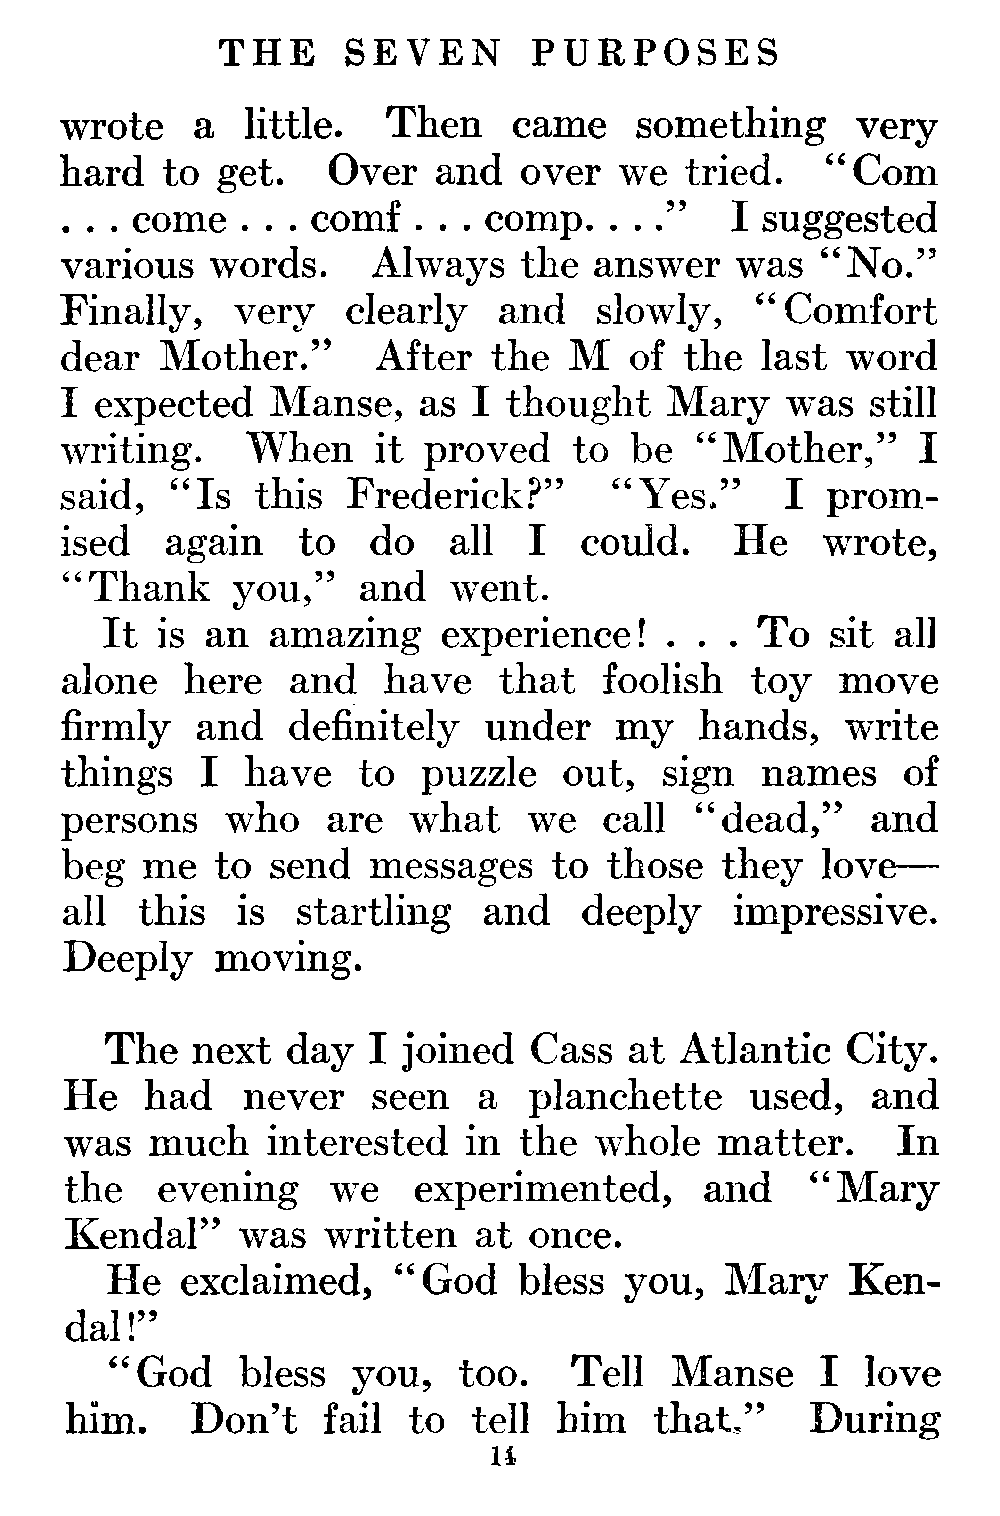 THE SEVEN PURPOSES
wrote a little. Then came something very
hard to get. Over and over we tried. "Com
. . . come . . . comf . . . comp. . . ." I suggested
various words. Always the answer was "No."
Finally, very clearly and slowly, "Comfort
dear Mother." After the M of the last word
I expected Manse, as I thought Mary was still
writing. When it proved to be "Mother," I
said, "Is this Frederick?" "Yes." I prom-
ised again to do all I could. He wrote,
"Thank you," and went.
It is an amazing experience! . . . To sit all
alone here and have that foolish toy move
firmly and definitely under my hands, write
things I have to puzzle out, sign names of
persons who are what we call "dead," and
beg me to send messages to those they love—
all this is startling and deeply impressive.
Deeply moving.
The next day I joined Cass at Atlantic City.
He had never seen a planchette used, and
was much interested in the whole matter. In
the evening we experimented, and "Mary
Kendal" was written at once.
He exclaimed, "God bless you, Mary Ken-
dal!"
"God bless you, too. Tell Manse I love
him. Don't fail to tell him that." During
14